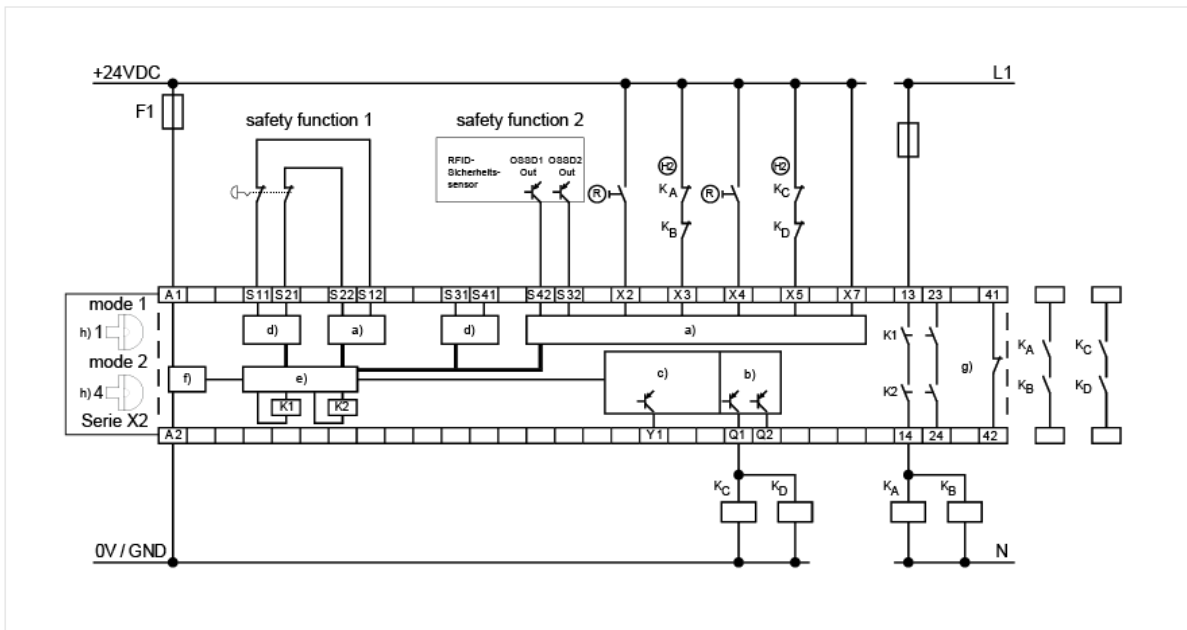 +24VDC
L1
F1
safety function 1
safety function 2
RFID-
Sicherheits-
sensor
OSSD1
Out
OSSD2
Out
R
H2
KA
KB
R
H2
KC
KD
A1
S11
S21
S22
S12
S31
S41
S42
S32
X2
X3
X4
X5
X7
13
23
41
mode 1
h) 1
mode 2
h) 4
Serie X2
d)
a)
d)
a)
f)
e)
c)
b)
K1
K2
K1
K2
g)
KA
KB
KC
KD
A2
Y1
Q1
Q2
14
24
42
KC
KD
KA
KB
0V / GND
N